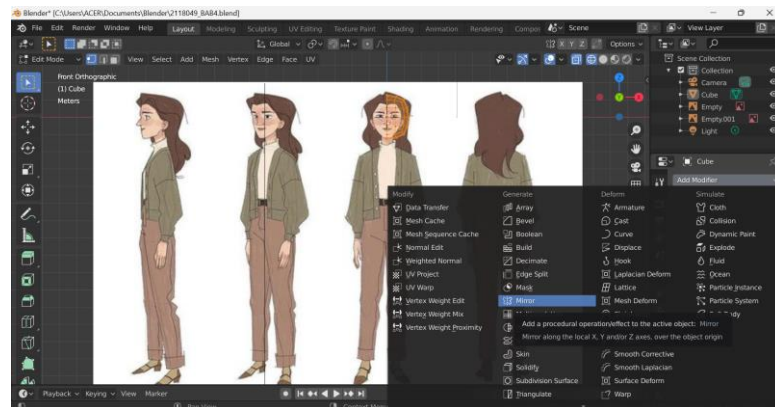 Blender* [C:\Users\ACER\Documents\Blender\2118049_BAB4.blend]
File Edit Render Window Help Layout Modeling Sculpting UV Editing Texture Paint Shading Animation Rendering Compos Scene View Layer
Global X Y Z Options
Edit Mode View Select Add Mesh Vertex Edge Face UV
Front Orthographic
(1) Cube
Meters
Scene Collection
Collection
Camera
Cube
Empty
Empty.001
Light
Cube
Add Modifier
Modify Generate Deform Simulate
Data Transfer Array Armature Cloth
Mesh Cache Bevel Cast Collision
Mesh Sequence Cache Boolean Curve Dynamic Paint
Normal Edit Build Displace Explode
Weighted Normal Decimate Hook Fluid
UV Project Edge Split Laplacian Deform Ocean
UV Warp Mask Lattice Particle Instance
Vertex Weight Edit Mirror Mesh Deform Particle System
Vertex Weight Mix
Vertex Weight Proximity
Add a procedural operation/effect to the active object: Mirror
Mirror along the local X, Y and/or Z axes, over the object origin
Skin Smooth Corrective
Solidify Smooth Laplacian
Subdivision Surface Surface Deform
Triangulate Warp
Playback Keying View Marker